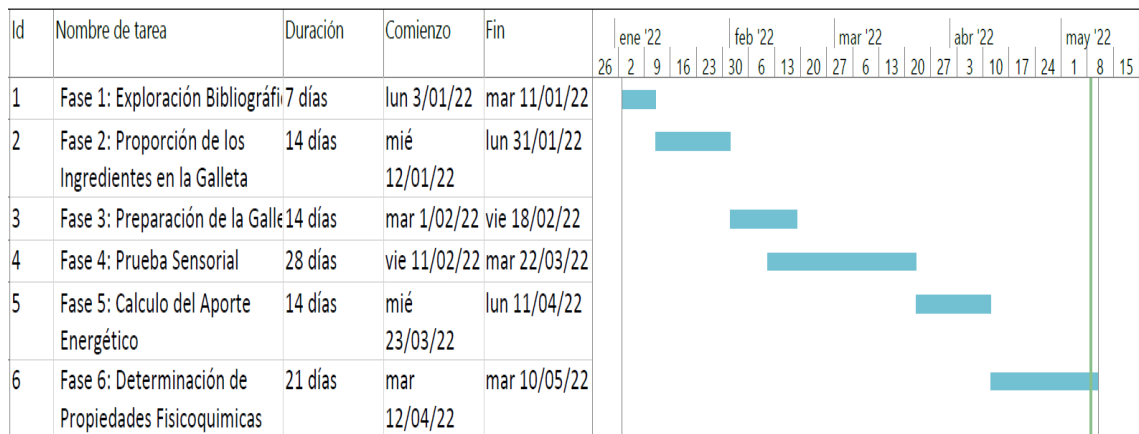 Id Nombre de tarea Duración Comienzo Fin
ene '22 feb '22 mar '22 abr '22 may '22
26 2 9 16 23 30 6 13 20 27 6 13 20 27 3 10 17 24 1 8 15
1 Fase 1: Exploración Bibliográfi 7 días lun 3/01/22 mar 11/01/22
2 Fase 2: Proporción de los 14 días mié lun 31/01/22
Ingredientes en la Galleta 12/01/22
3 Fase 3: Preparación de la Galle 14 días mar 1/02/22 vie 18/02/22
4 Fase 4: Prueba Sensorial 28 días vie 11/02/22 mar 22/03/22
5 Fase 5: Calculo del Aporte 14 días mié lun 11/04/22
Energético 23/03/22
6 Fase 6: Determinación de 21 días mar mar 10/05/22
Propiedades Fisicoquimicas 12/04/22